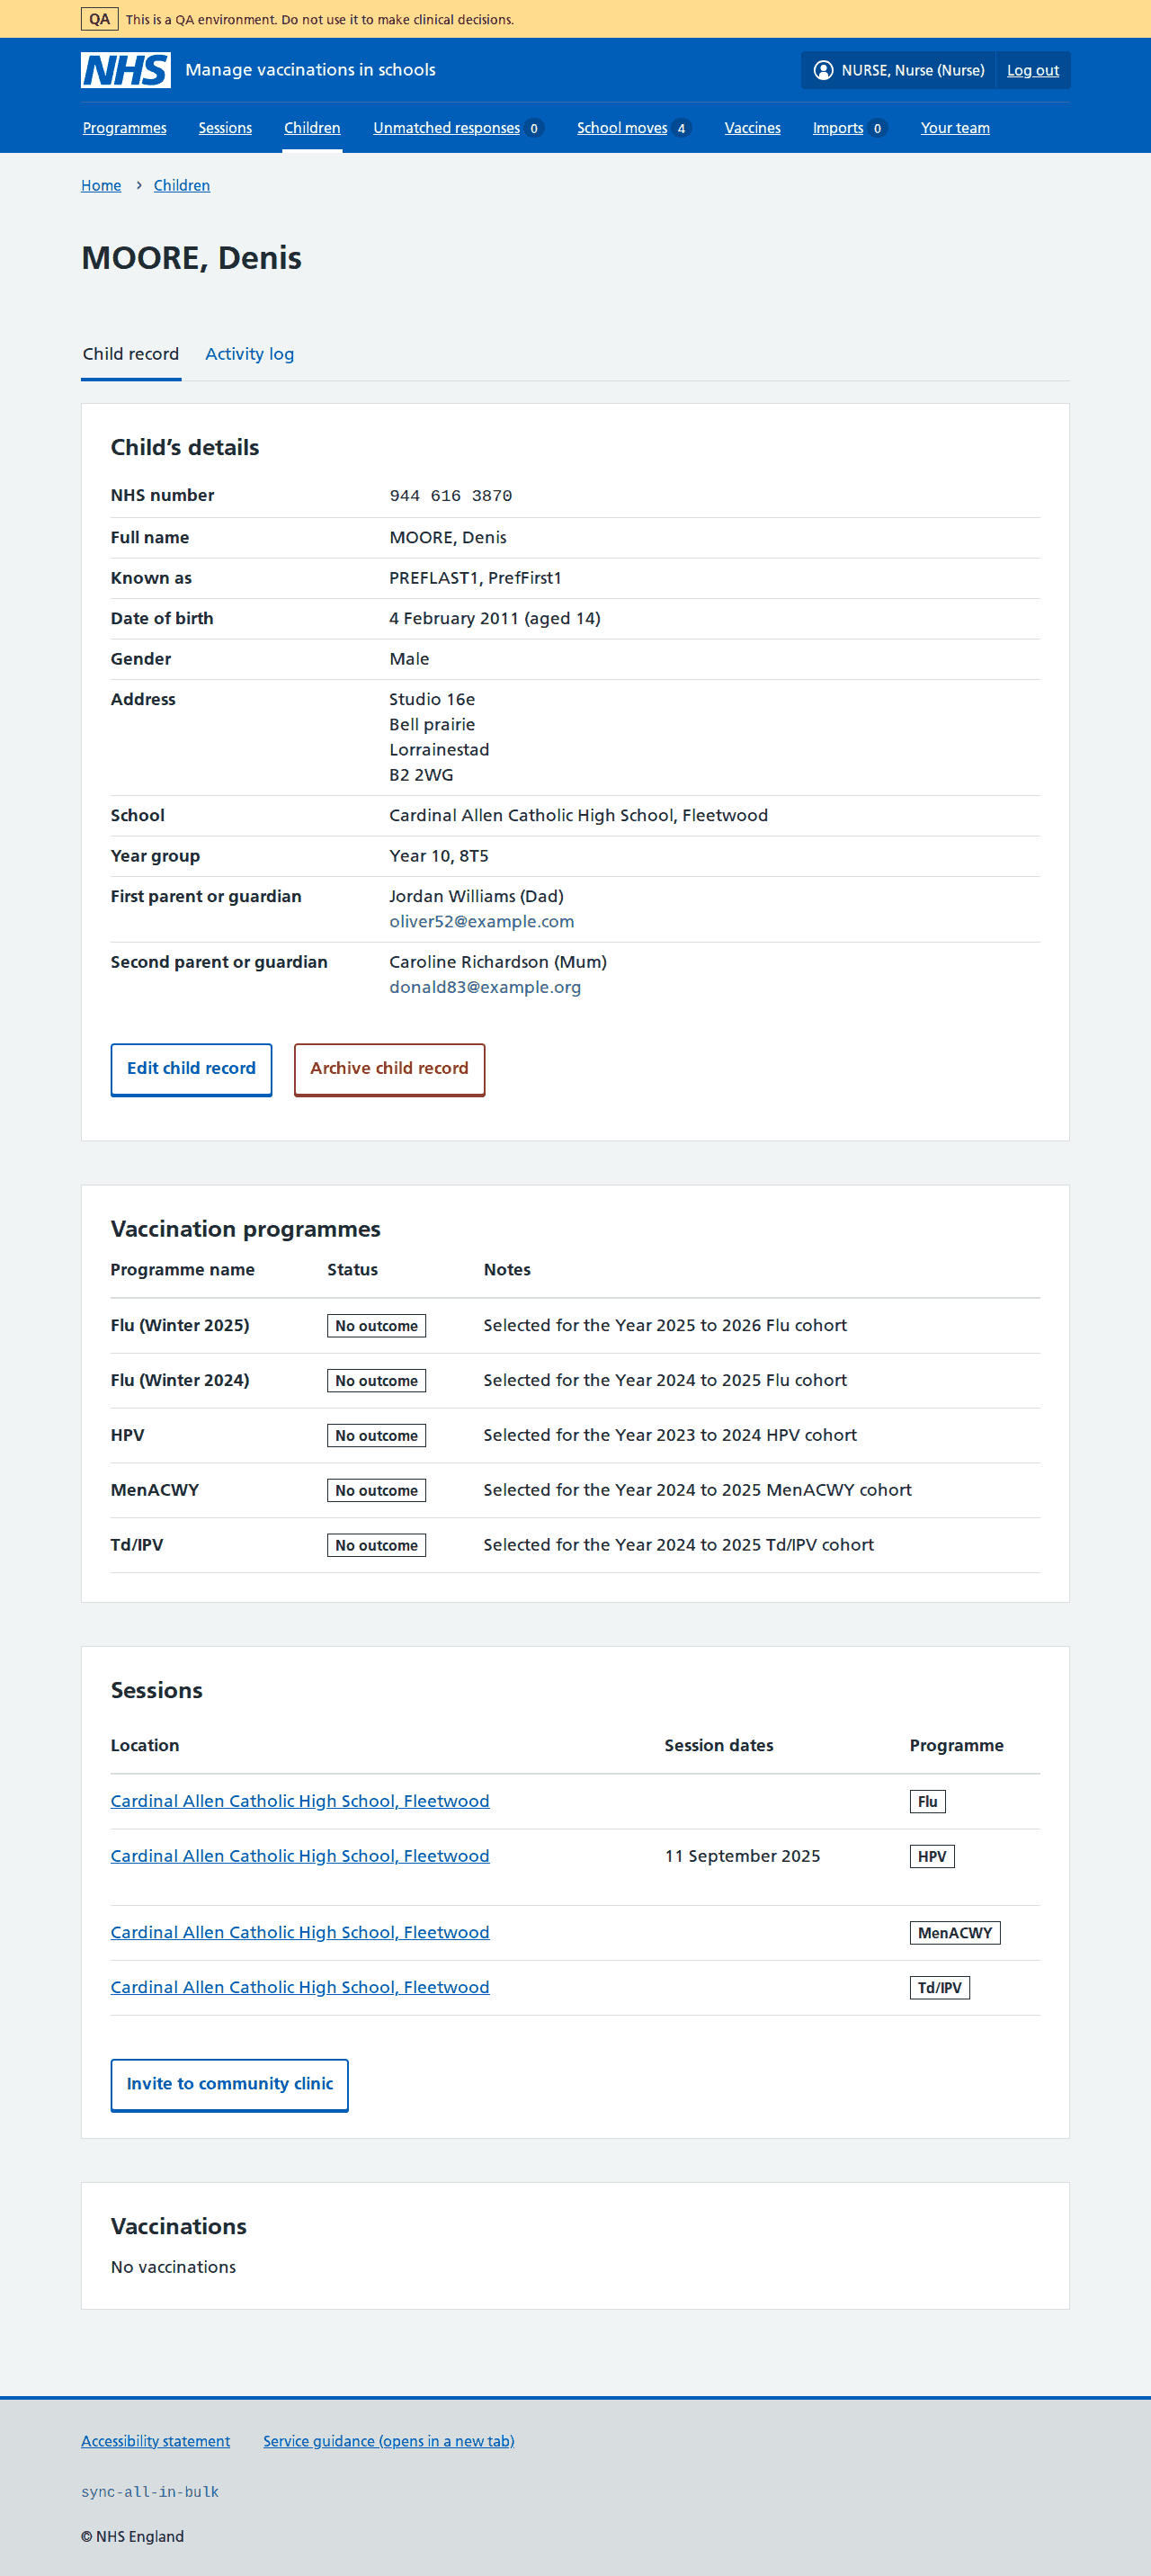 QA This is a QA environment. Do not use it to make clinical decisions.
NHS Manage vaccinations in schools NURSE, Nurse (Nurse) Log out
Programmes Sessions Children Unmatched responses 0 School moves 4 Vaccines Imports 0 Your team
Home › Children
MOORE, Denis
Child record Activity log
Child’s details
NHS number 944 616 3870
Full name MOORE, Denis
Known as PREFLAST1, PrefFirst1
Date of birth 4 February 2011 (aged 14)
Gender Male
Address Studio 16e
Bell prairie
Lorrainestad
B2 2WG
School Cardinal Allen Catholic High School, Fleetwood
Year group Year 10, 8T5
First parent or guardian Jordan Williams (Dad)
oliver52@example.com
Second parent or guardian Caroline Richardson (Mum)
donald83@example.org
Edit child record Archive child record
Vaccination programmes
Programme name Status Notes
Flu (Winter 2025) No outcome Selected for the Year 2025 to 2026 Flu cohort
Flu (Winter 2024) No outcome Selected for the Year 2024 to 2025 Flu cohort
HPV No outcome Selected for the Year 2023 to 2024 HPV cohort
MenACWY No outcome Selected for the Year 2024 to 2025 MenACWY cohort
Td/IPV No outcome Selected for the Year 2024 to 2025 Td/IPV cohort
Sessions
Location Session dates Programme
Cardinal Allen Catholic High School, Fleetwood Flu
Cardinal Allen Catholic High School, Fleetwood 11 September 2025 HPV
Cardinal Allen Catholic High School, Fleetwood MenACWY
Cardinal Allen Catholic High School, Fleetwood Td/IPV
Invite to community clinic
Vaccinations
No vaccinations
Accessibility statement Service guidance (opens in a new tab)
sync-all-in-bulk
© NHS England